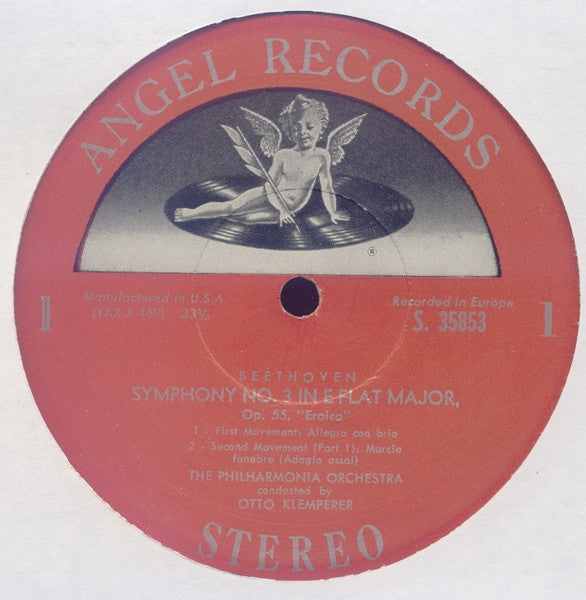 ANGEL RECORDS
®
1
Manufactured in U.S.A.
(YAX-X-469) 33⅓
Recorded in Europe
S. 35853
1
BEETHOVEN
SYMPHONY NO. 3 IN E FLAT MAJOR,
Op. 55, "Eroica"
1 - First Movement: Allegro con brio
2 - Second Movement (Part 1): Marcia
funebre (Adagio assai)
THE PHILHARMONIA ORCHESTRA
conducted by
OTTO KLEMPERER
STEREO